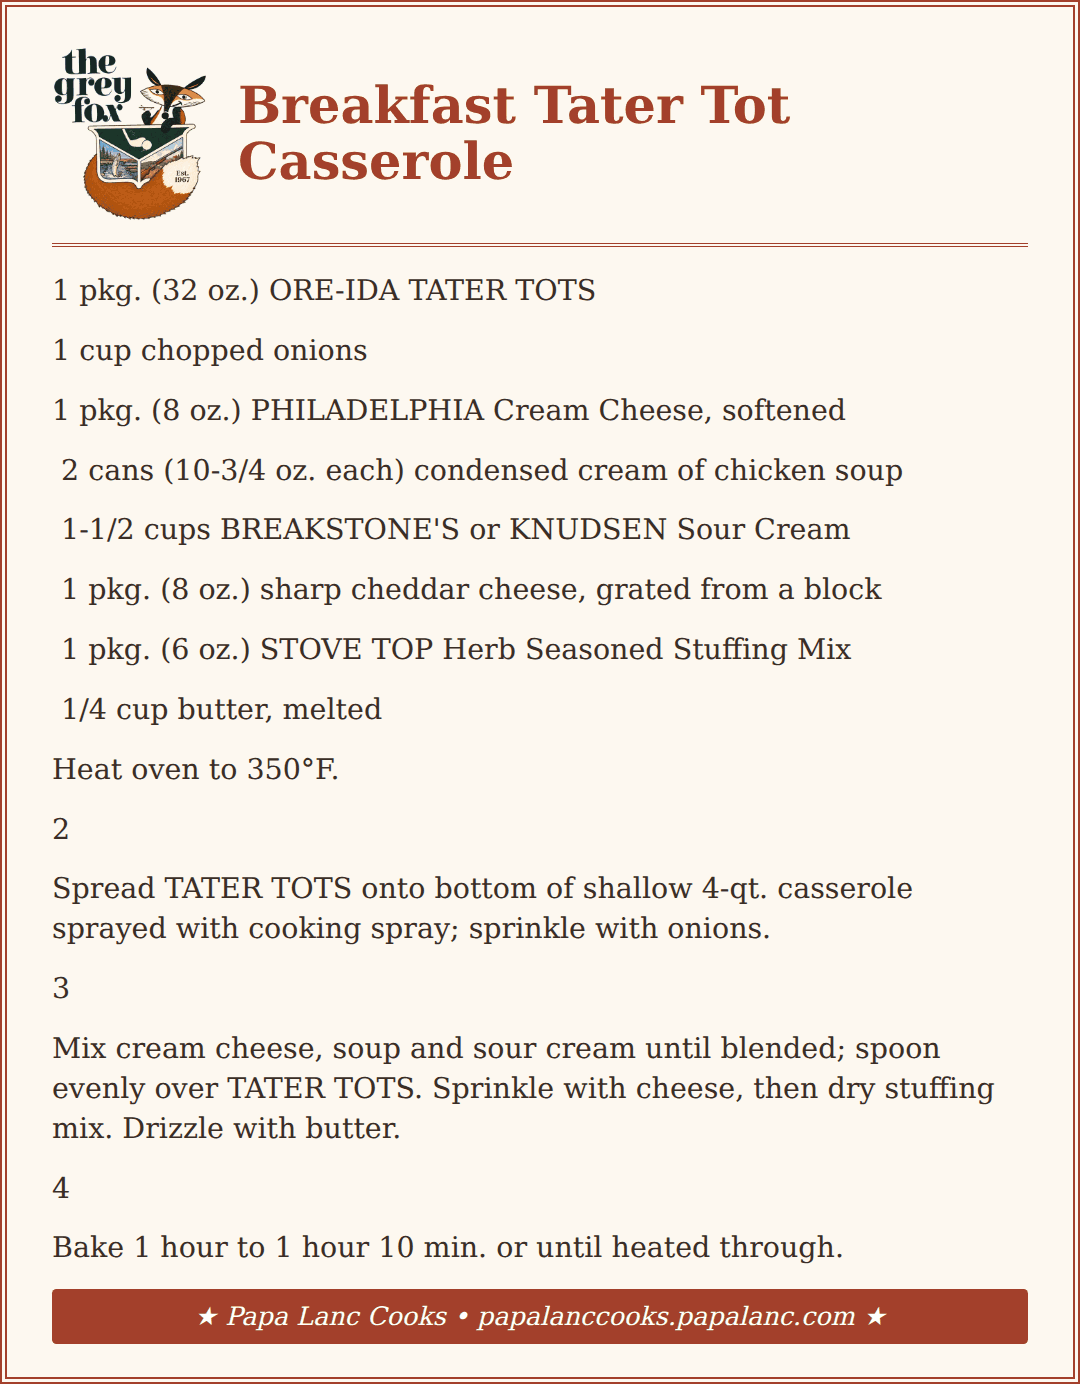 the
grey
fox
Est.
1967
Breakfast Tater Tot
Casserole
1 pkg. (32 oz.) ORE-IDA TATER TOTS
1 cup chopped onions
1 pkg. (8 oz.) PHILADELPHIA Cream Cheese, softened
2 cans (10-3/4 oz. each) condensed cream of chicken soup
1-1/2 cups BREAKSTONE'S or KNUDSEN Sour Cream
1 pkg. (8 oz.) sharp cheddar cheese, grated from a block
1 pkg. (6 oz.) STOVE TOP Herb Seasoned Stuffing Mix
1/4 cup butter, melted
Heat oven to 350°F.
2
Spread TATER TOTS onto bottom of shallow 4-qt. casserole
sprayed with cooking spray; sprinkle with onions.
3
Mix cream cheese, soup and sour cream until blended; spoon
evenly over TATER TOTS. Sprinkle with cheese, then dry stuffing
mix. Drizzle with butter.
4
Bake 1 hour to 1 hour 10 min. or until heated through.
★ Papa Lanc Cooks • papalanccooks.papalanc.com ★